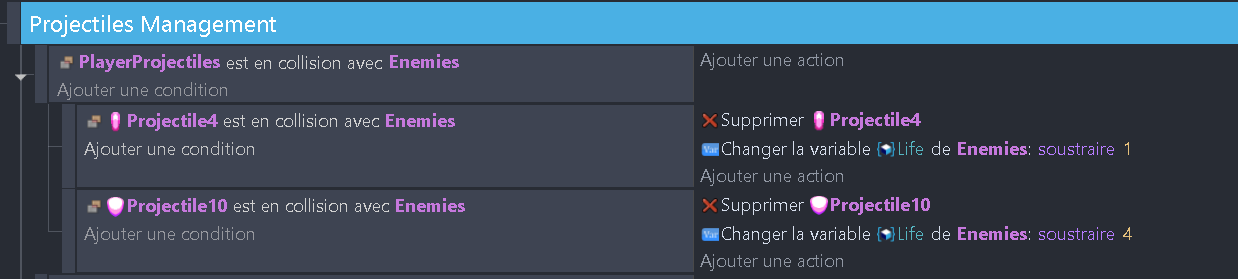 Projectiles Management
PlayerProjectiles est en collision avec Enemies
Ajouter une action
Ajouter une condition
Projectile4 est en collision avec Enemies
Supprimer Projectile4
Ajouter une condition
Var Changer la variable Life de Enemies: soustraire 1
Ajouter une action
Projectile10 est en collision avec Enemies
Supprimer Projectile10
Ajouter une condition
Var Changer la variable Life de Enemies: soustraire 4
Ajouter une action